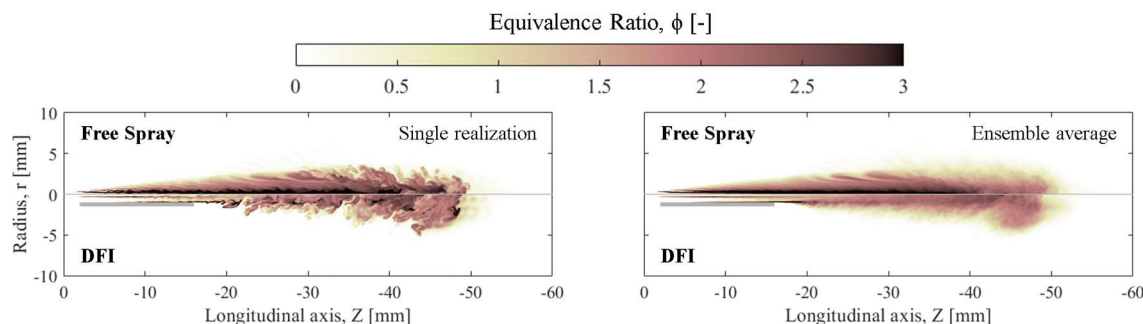 Equivalence Ratio, ϕ [-]
0 0.5 1 1.5 2 2.5 3
Free Spray Single realization
Free Spray Ensemble average
Radius, r [mm]
10
5
0
-5
-10
DFI
DFI
0 -10 -20 -30 -40 -50 -60
0 -10 -20 -30 -40 -50 -60
Longitudinal axis, Z [mm]
Longitudinal axis, Z [mm]